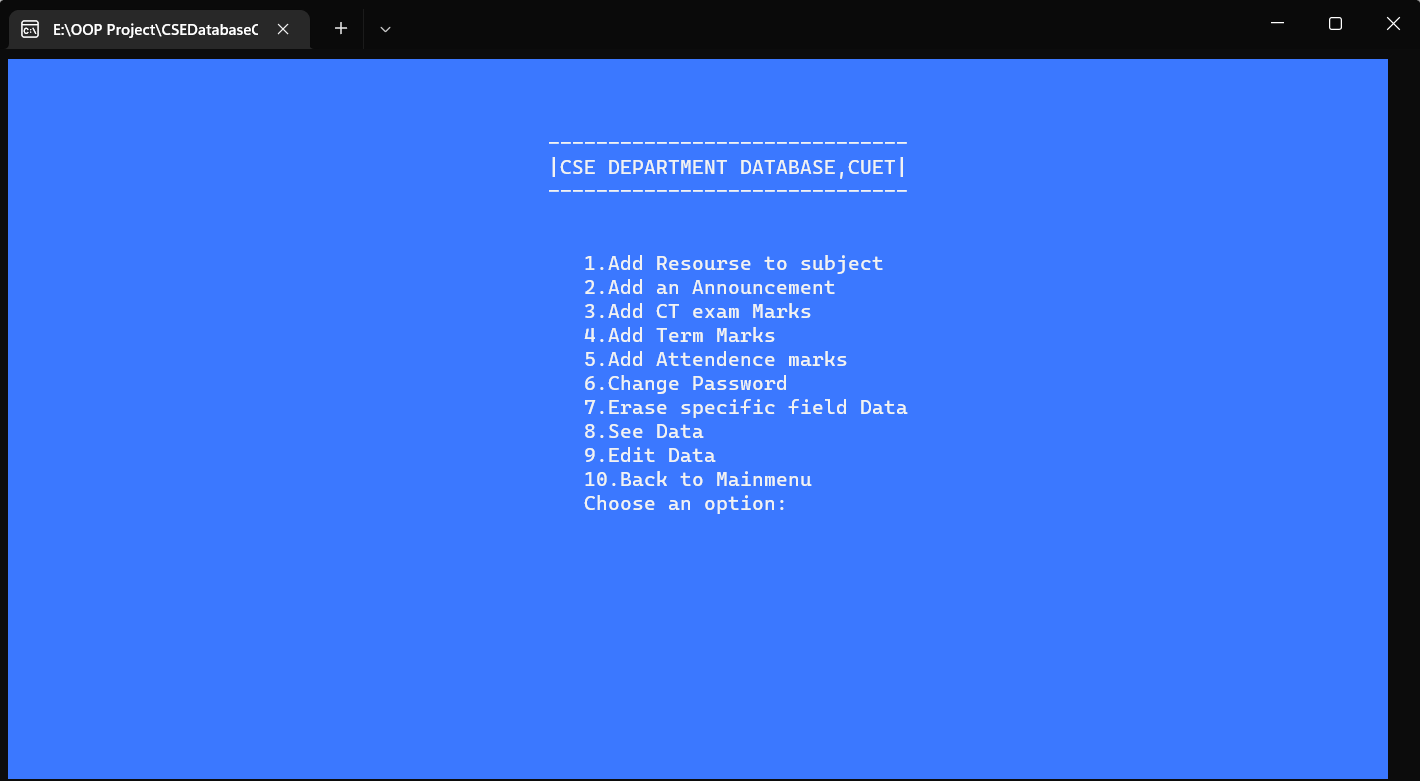 E:\OOP Project\CSEDatabaseC
------------------------------
|CSE DEPARTMENT DATABASE,CUET|
------------------------------
1.Add Resourse to subject
2.Add an Announcement
3.Add CT exam Marks
4.Add Term Marks
5.Add Attendence marks
6.Change Password
7.Erase specific field Data
8.See Data
9.Edit Data
10.Back to Mainmenu
Choose an option: